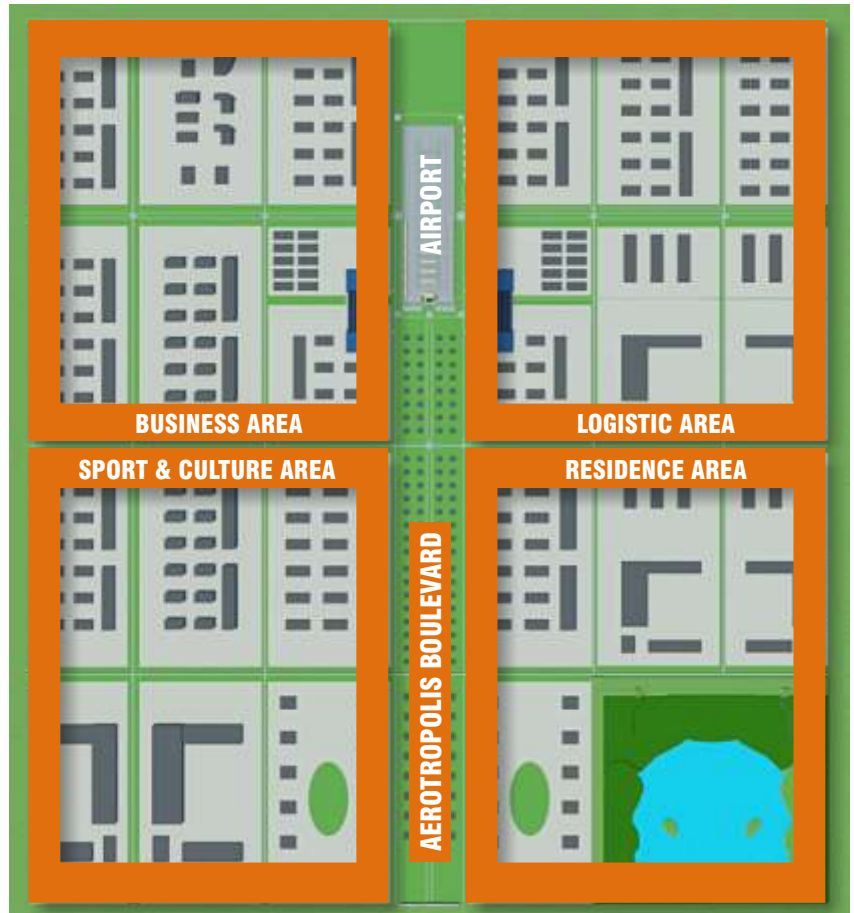 AIRPORT
BUSINESS AREA
LOGISTIC AREA
SPORT & CULTURE AREA
RESIDENCE AREA
AEROTROPOLIS BOULEVARD